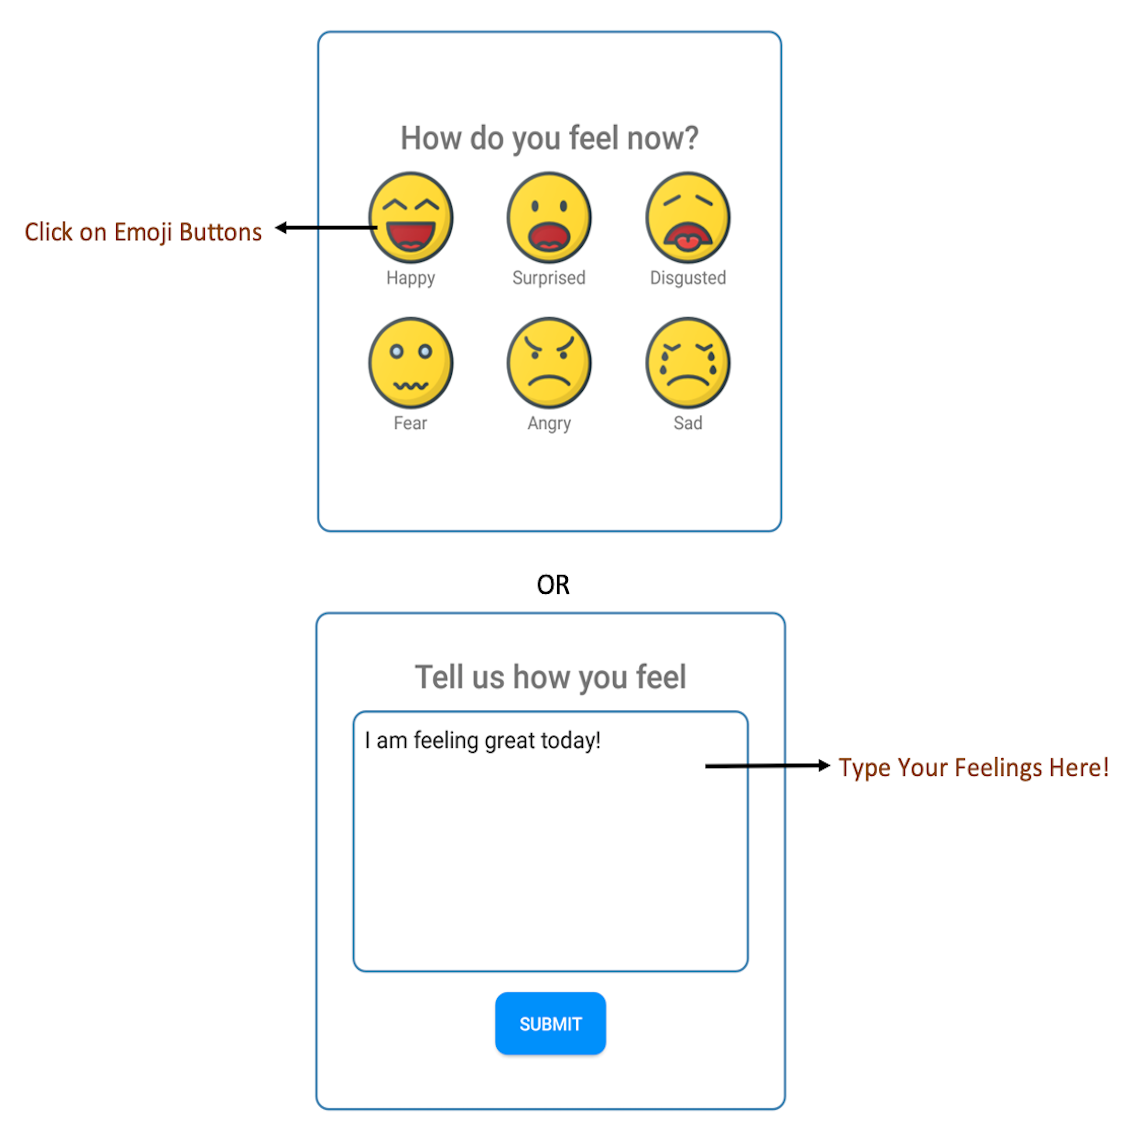 How do you feel now?
Click on Emoji Buttons
Happy
Surprised
Disgusted
Fear
Angry
Sad
OR
Tell us how you feel
I am feeling great today!
Type Your Feelings Here!
SUBMIT